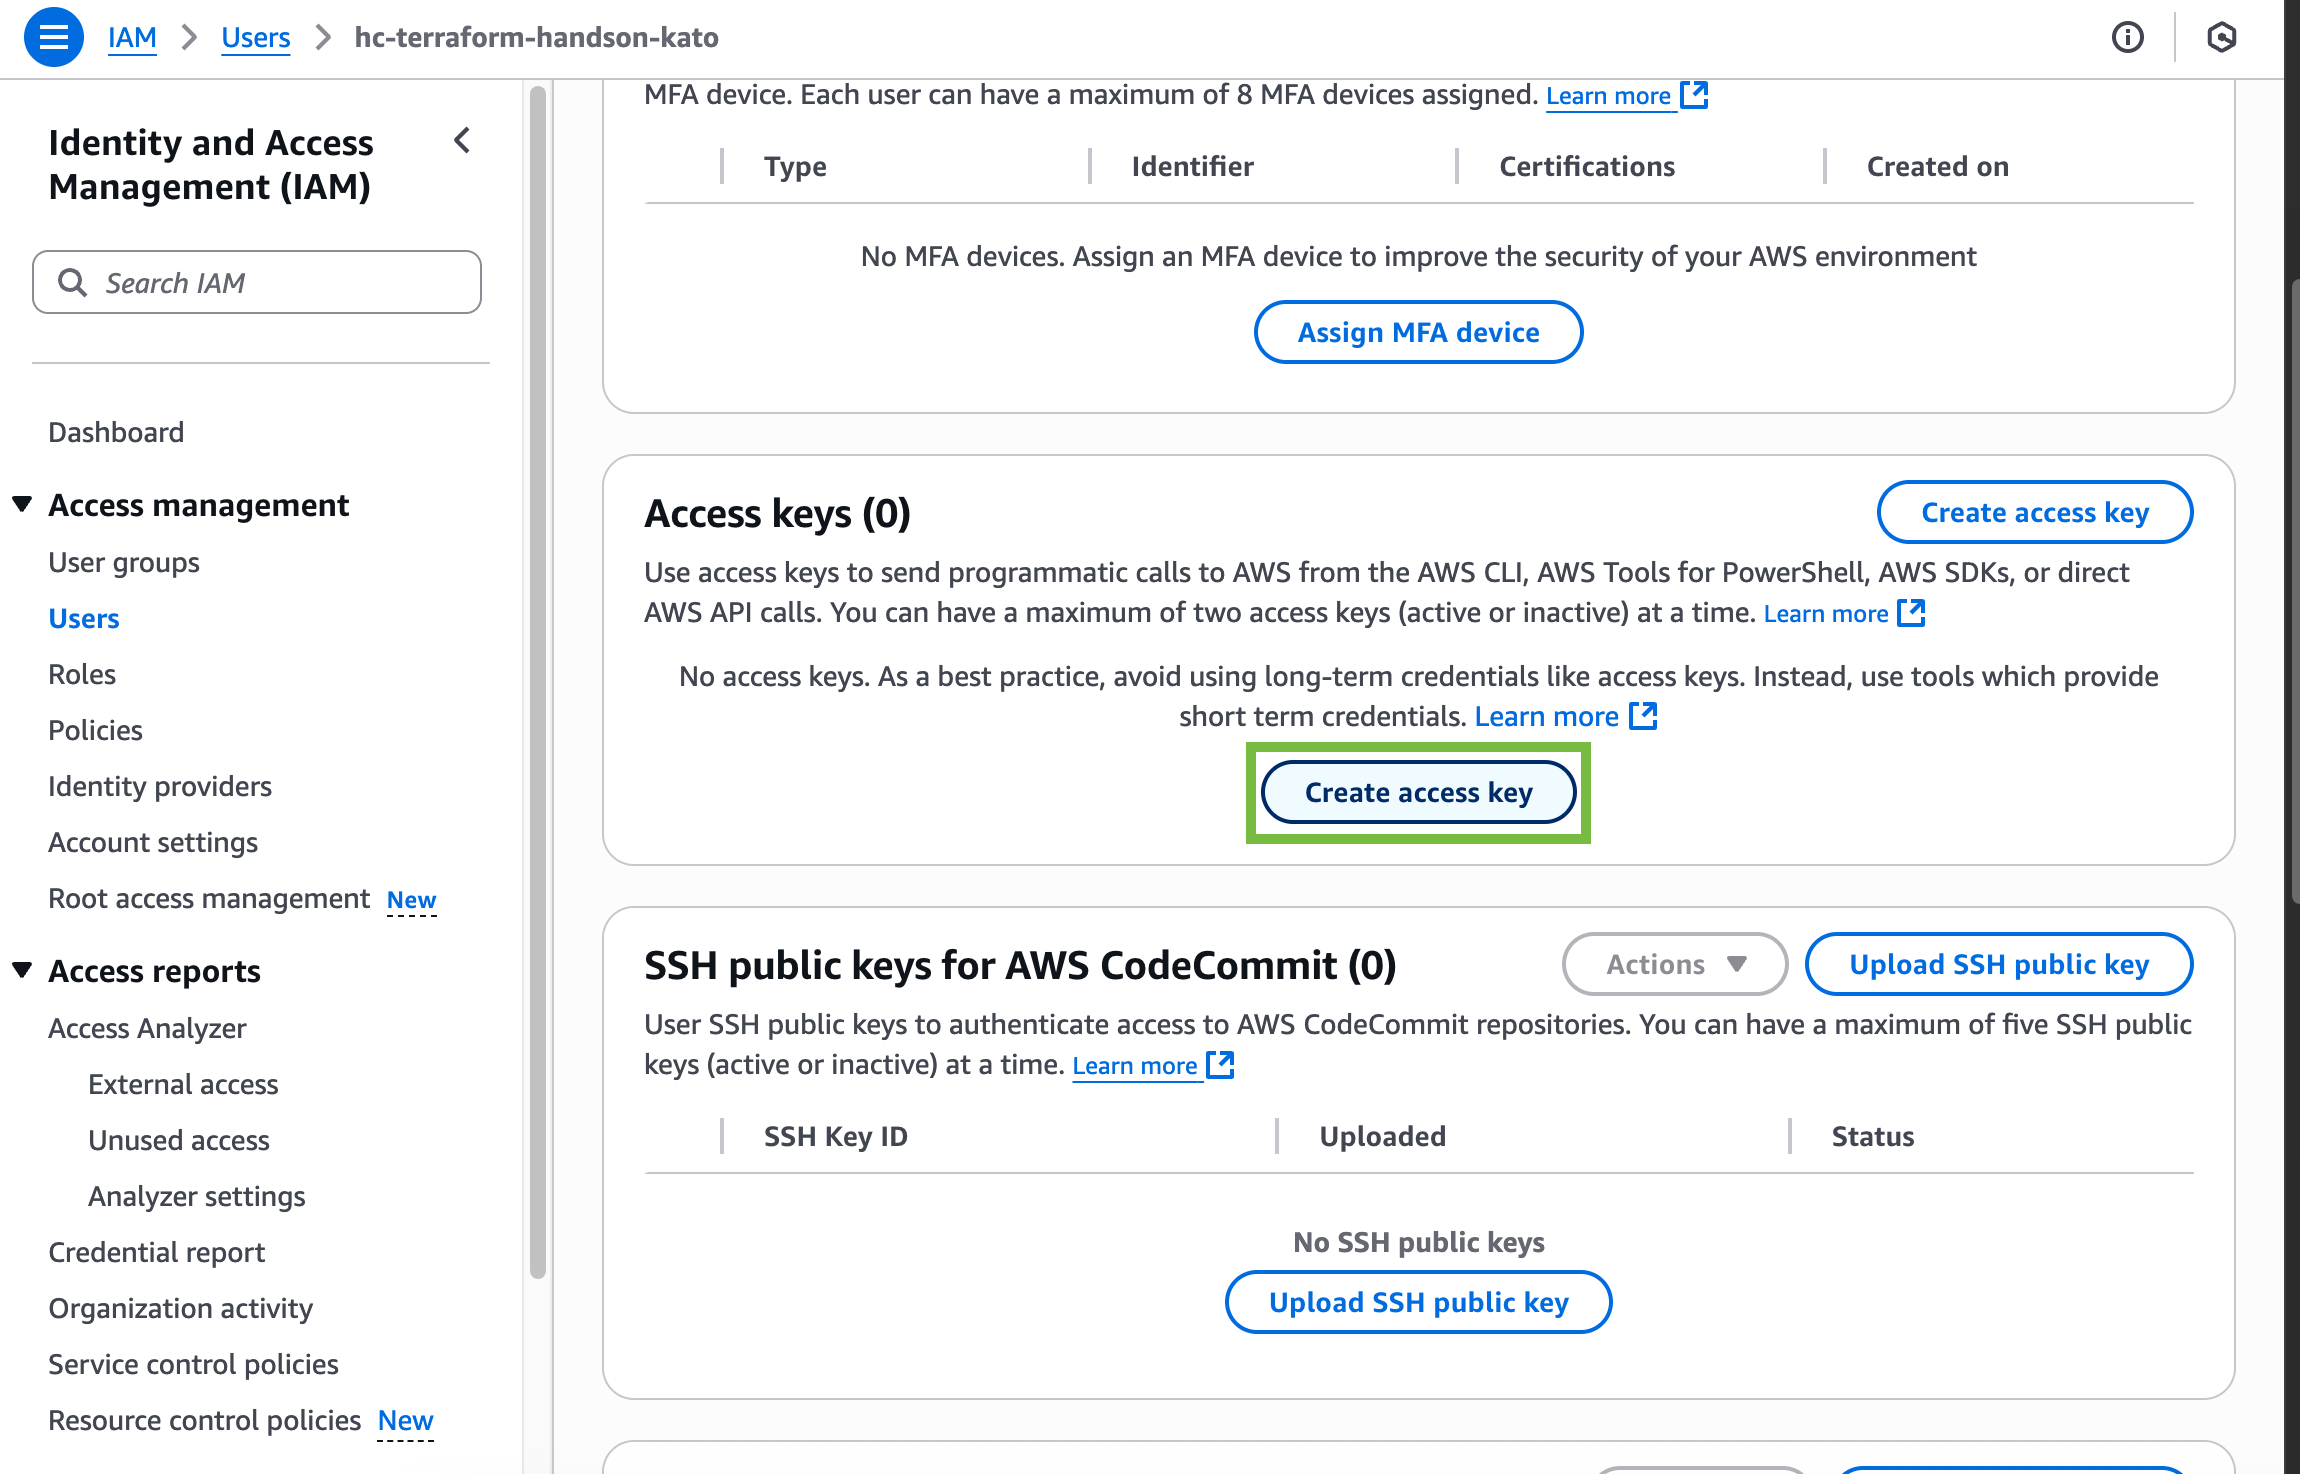 IAM > Users > hc-terraform-handson-kato
Identity and Access
Management (IAM)
Search IAM
Dashboard
Access management
User groups
Users
Roles
Policies
Identity providers
Account settings
Root access management New
Access reports
Access Analyzer
External access
Unused access
Analyzer settings
Credential report
Organization activity
Service control policies
Resource control policies New
MFA device. Each user can have a maximum of 8 MFA devices assigned. Learn more
Type Identifier Certifications Created on
No MFA devices. Assign an MFA device to improve the security of your AWS environment
Assign MFA device
Access keys (0) Create access key
Use access keys to send programmatic calls to AWS from the AWS CLI, AWS Tools for PowerShell, AWS SDKs, or direct
AWS API calls. You can have a maximum of two access keys (active or inactive) at a time. Learn more
No access keys. As a best practice, avoid using long-term credentials like access keys. Instead, use tools which provide
short term credentials. Learn more
Create access key
SSH public keys for AWS CodeCommit (0) Actions Upload SSH public key
User SSH public keys to authenticate access to AWS CodeCommit repositories. You can have a maximum of five SSH public
keys (active or inactive) at a time. Learn more
SSH Key ID Uploaded Status
No SSH public keys
Upload SSH public key